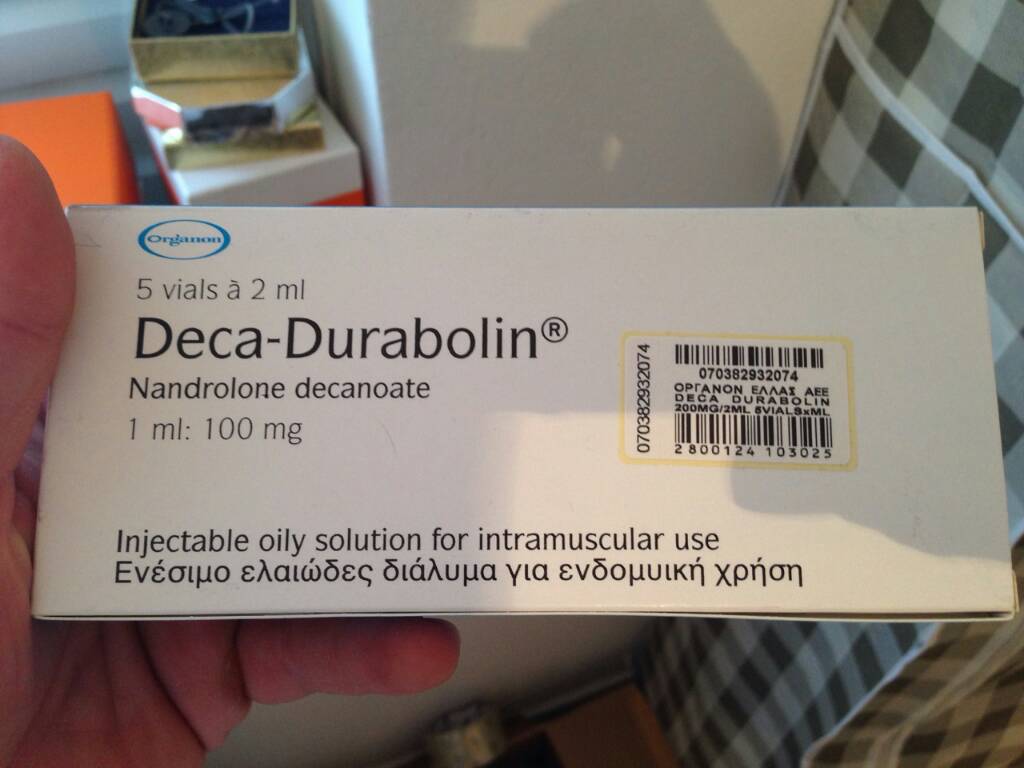 Organon
5 vials à 2 ml
Deca-Durabolin®
Nandrolone decanoate
1 ml: 100 mg
070382932074
070382932074
ΟΡΓΑΝΟΝ ΕΛΛΑΣ ΑΕΕ
DECA DURABOLIN
200MG/2ML 5VIALSxML
2800124 103025
Injectable oily solution for intramuscular use
Ενέσιμο ελαιώδες διάλυμα για ενδομυική χρήση